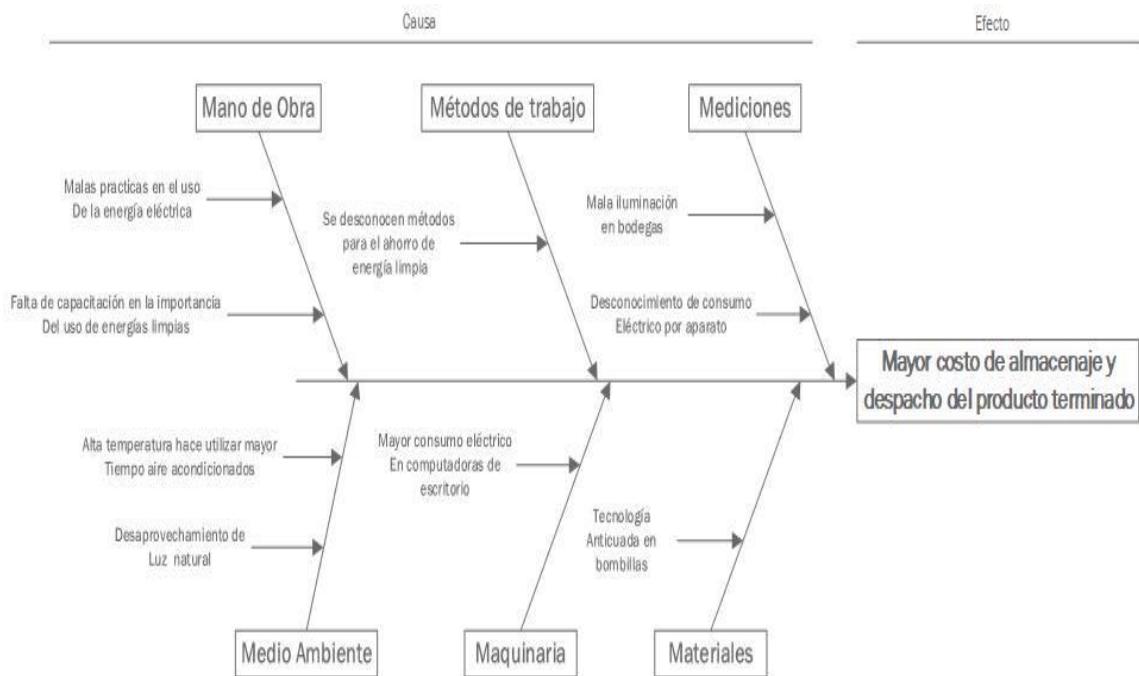 Causa
Efecto
Mano de Obra
Métodos de trabajo
Mediciones
Malas practicas en el uso
De la energía eléctrica
Se desconocen métodos
para el ahorro de
energía limpia
Mala iluminación
en bodegas
Falta de capacitación en la importancia
Del uso de energías limpias
Desconocimiento de consumo
Eléctrico por aparato
Mayor costo de almacenaje y
despacho del producto terminado
Alta temperatura hace utilizar mayor
Tiempo aire acondicionados
Mayor consumo eléctrico
En computadoras de
escritorio
Desaprovechamiento de
Luz natural
Tecnología
Anticuada en
bombillas
Medio Ambiente
Maquinaria
Materiales